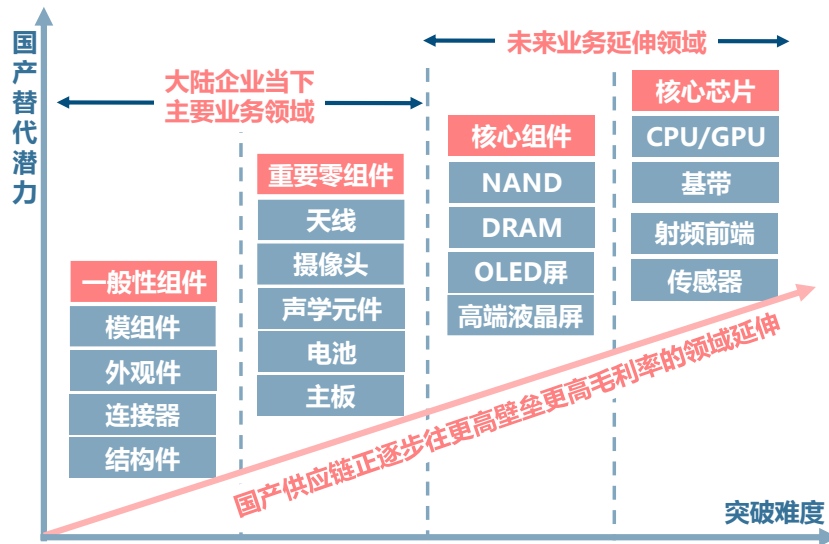 国产替代潜力
大陆企业当下
主要业务领域
未来业务延伸领域
一般性组件
模组件
外观件
连接器
结构件
重要零组件
天线
摄像头
声学元件
电池
主板
核心组件
NAND
DRAM
OLED屏
高端液晶屏
核心芯片
CPU/GPU
基带
射频前端
传感器
国产供应链正逐步往更高壁垒更高毛利率的领域延伸
突破难度